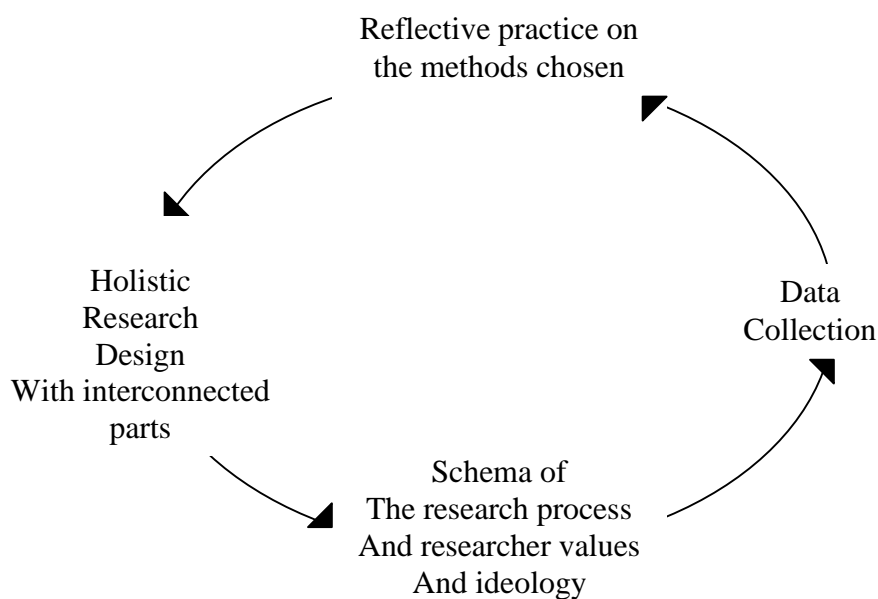 Reflective practice on
the methods chosen
Holistic
Research
Design
With interconnected
parts
Data
Collection
Schema of
The research process
And researcher values
And ideology